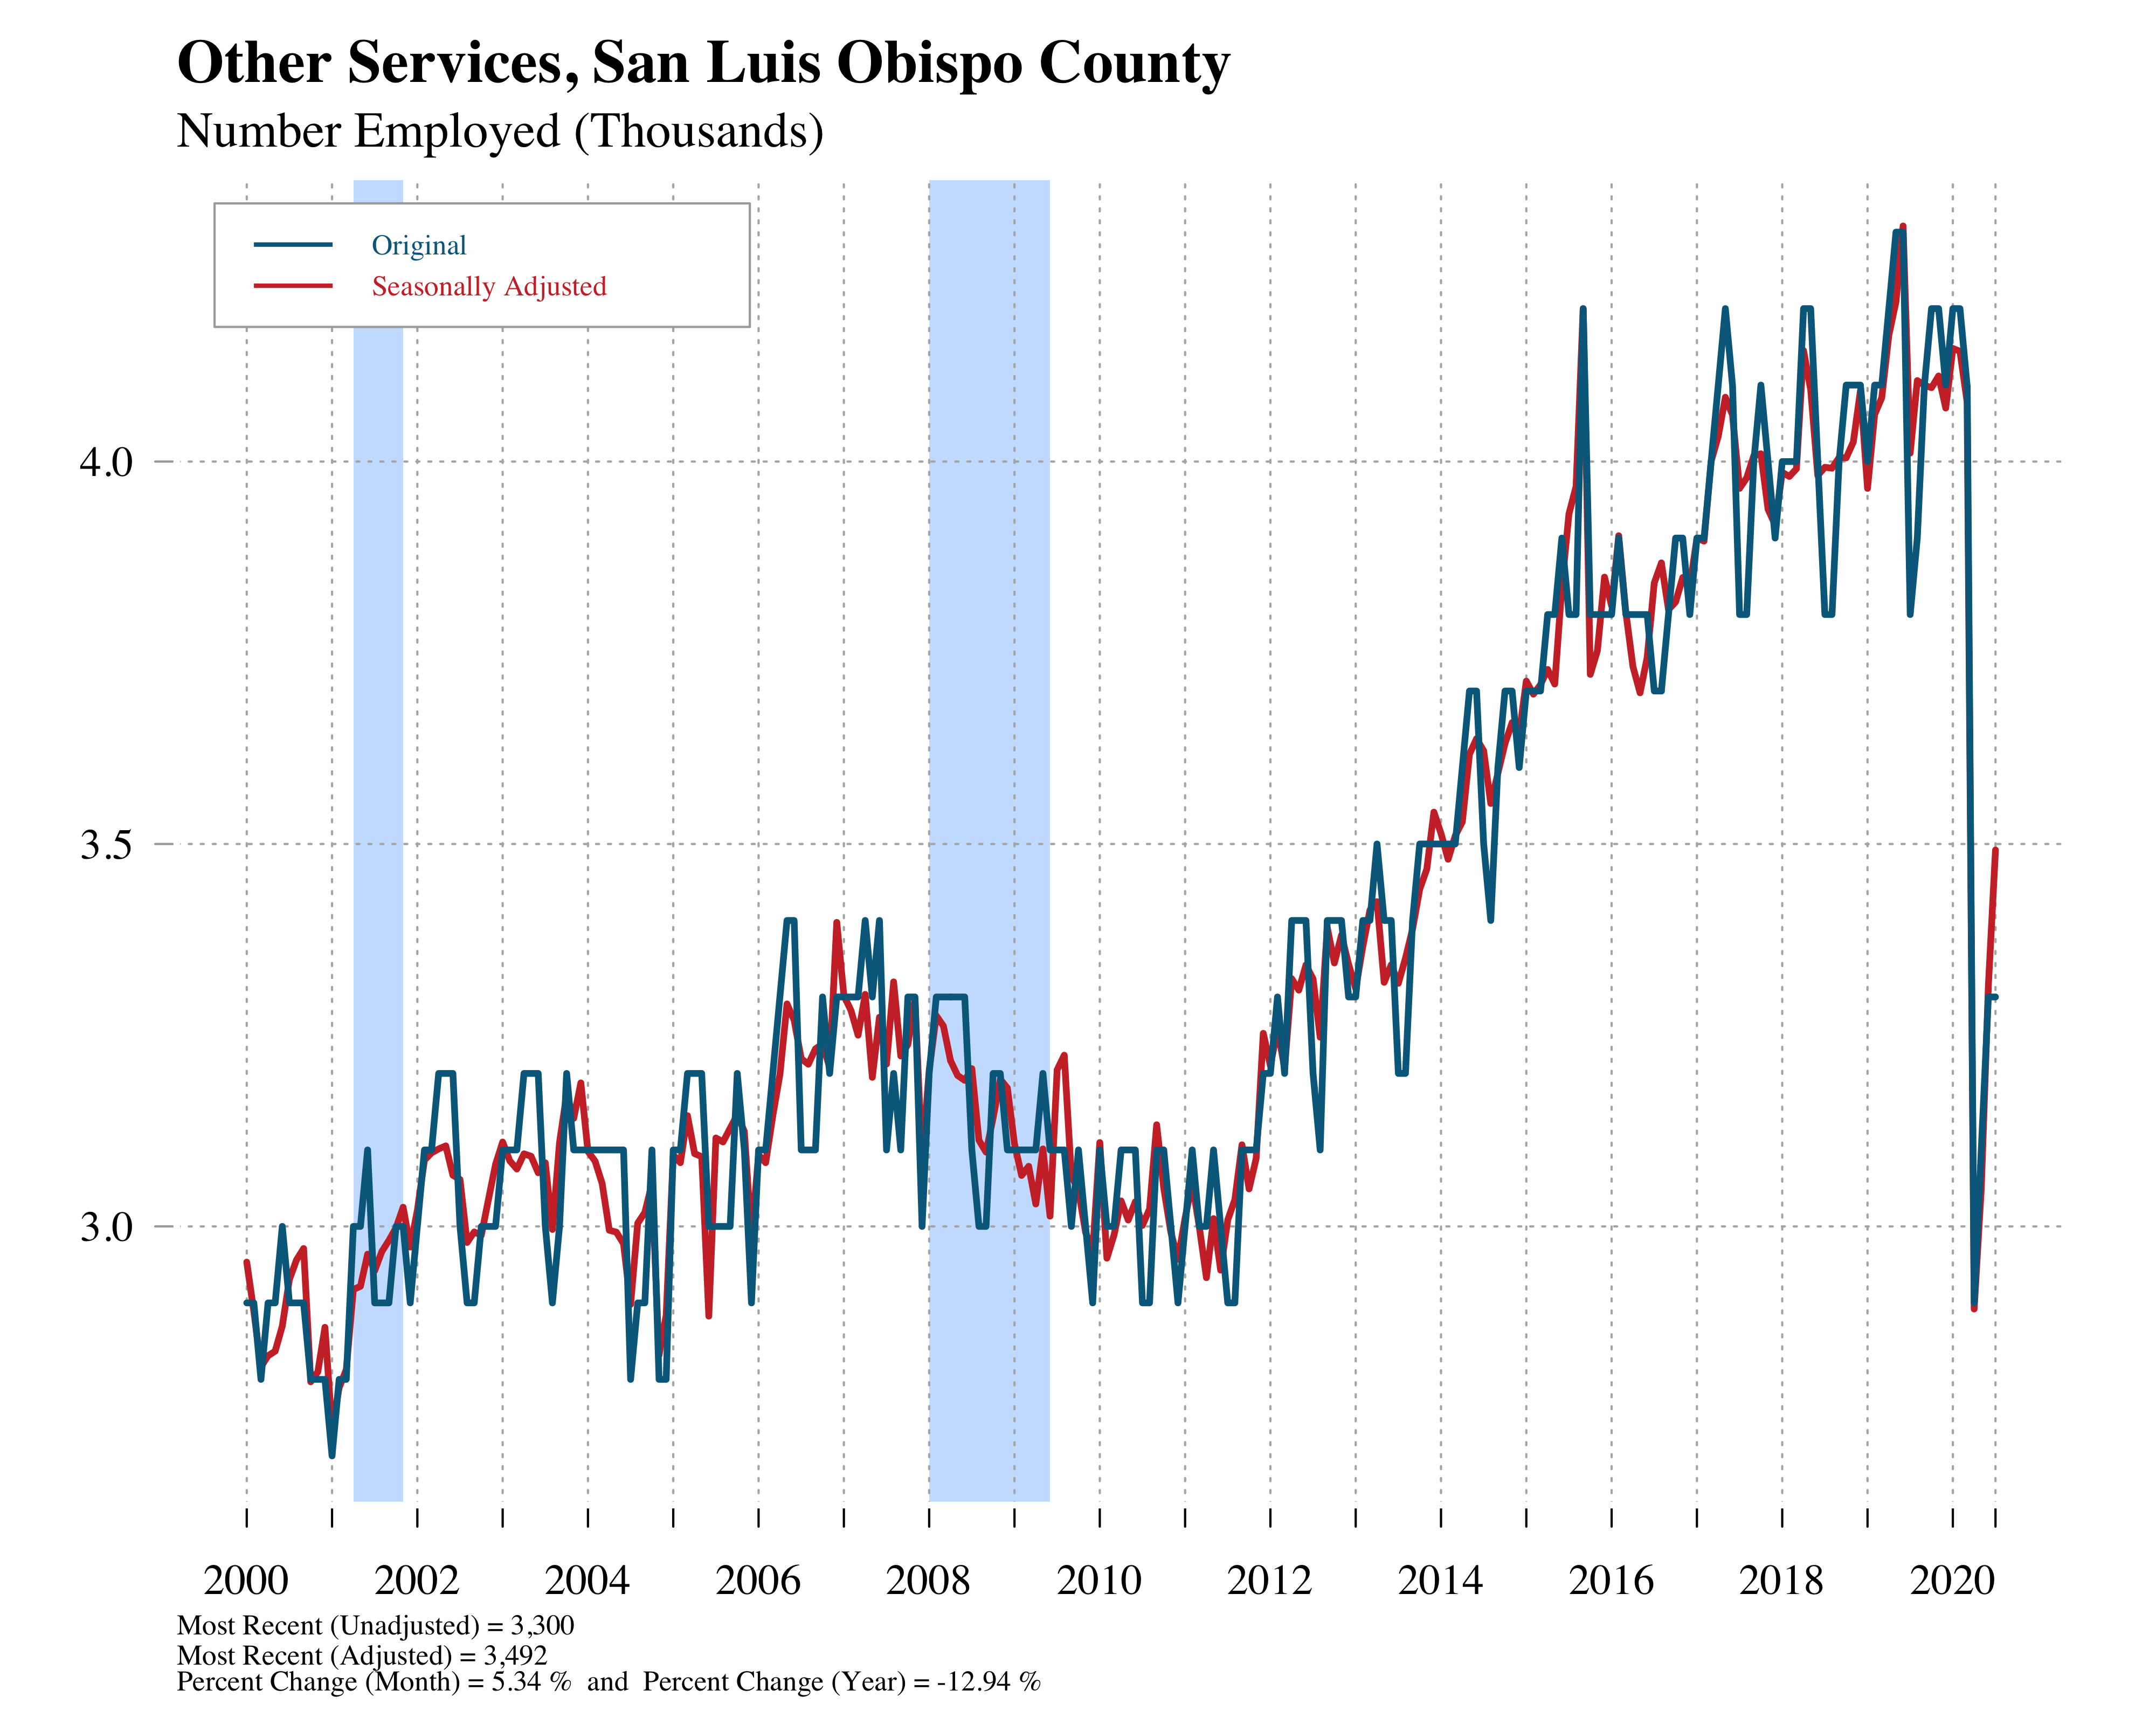 Other Services, San Luis Obispo County
Number Employed (Thousands)
Original
Seasonally Adjusted
4.0
3.5
3.0
2000 2002 2004 2006 2008 2010 2012 2014 2016 2018 2020
Most Recent (Unadjusted) = 3,300
Most Recent (Adjusted) = 3,492
Percent Change (Month) = 5.34 % and Percent Change (Year) = -12.94 %